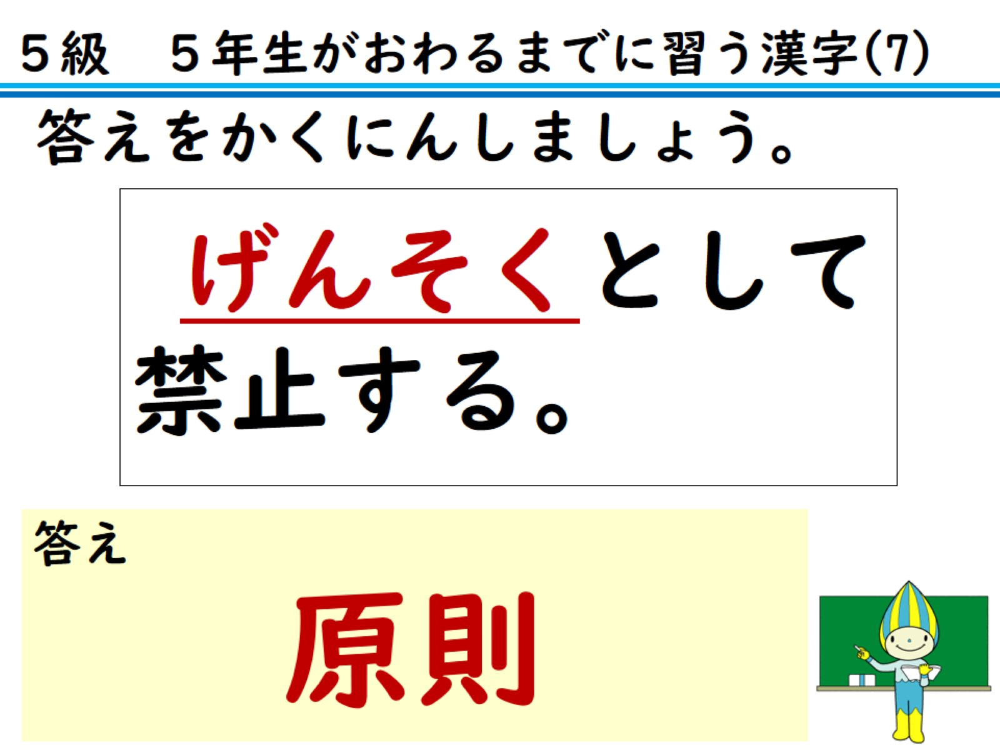 ５級　５年生がおわるまでに習う漢字(7)
答えをかくにんしましょう。
げんそくとして
禁止する。
答え
原則